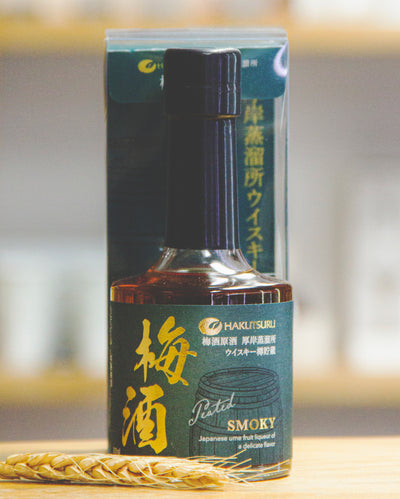 岸蒸溜所ウイスキー
HAKUTSURU
梅酒原酒 厚岸蒸溜所
ウイスキー樽貯蔵
梅酒
Peated
SMOKY
Japanese ume fruit liqueur of
a delicate flavor